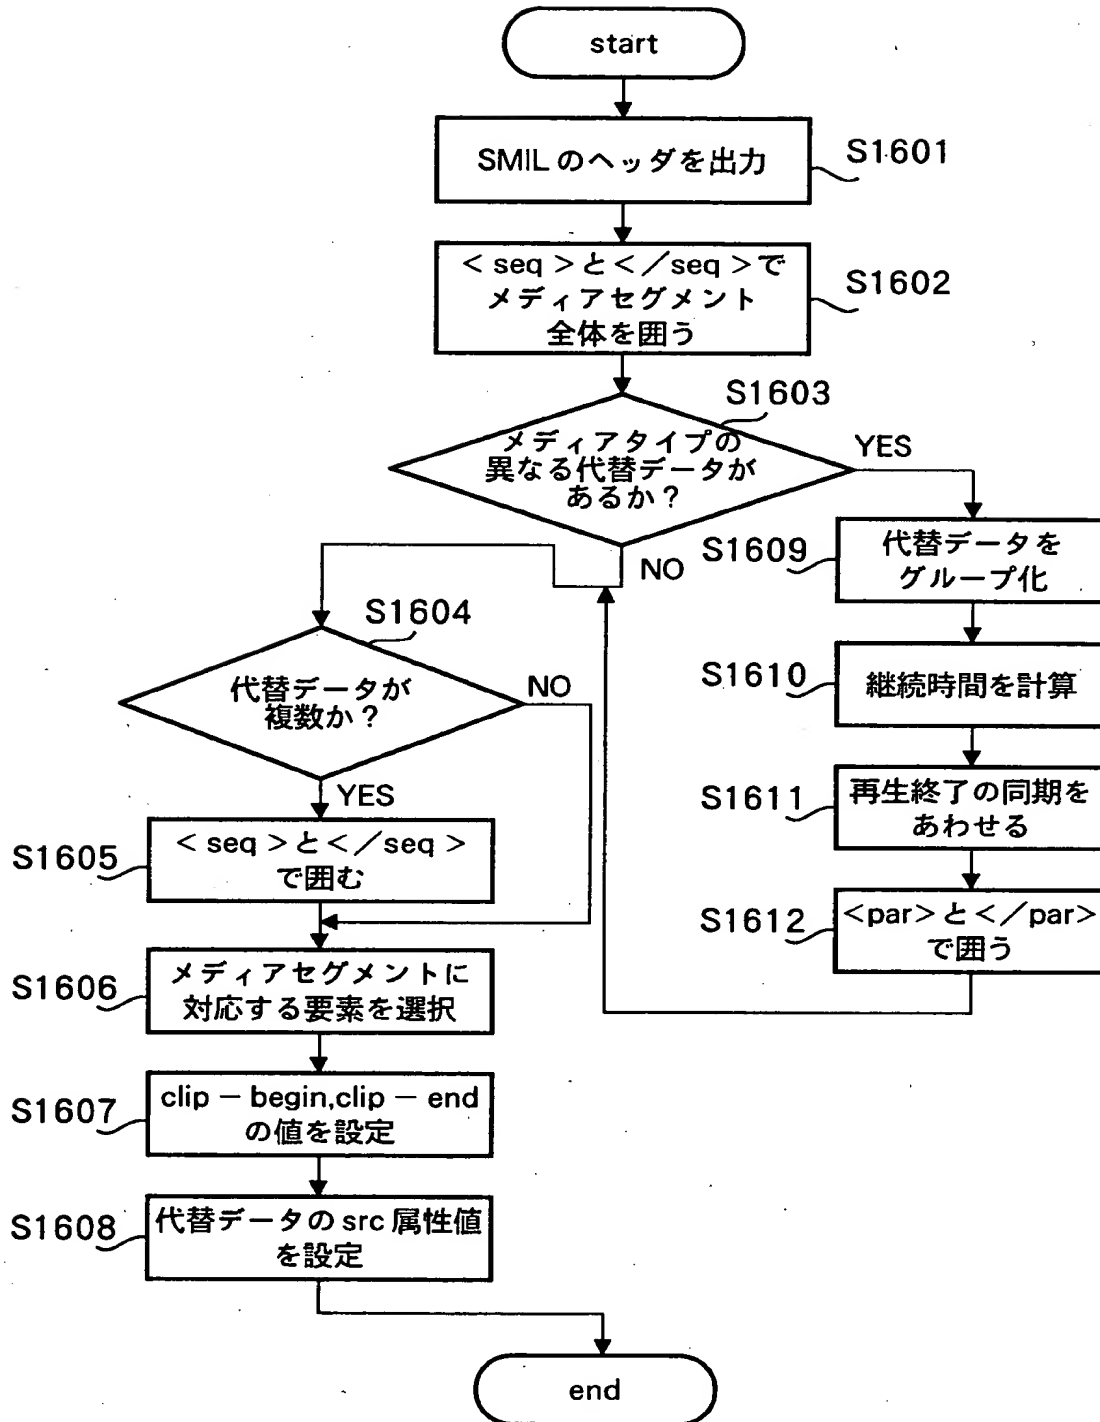 start
SMILのヘッダを出力
S1601
< seq >と<／seq >で
メディアセグメント
全体を囲う
S1602
S1603
メディアタイプの
異なる代替データが
あるか？
YES
NO
S1609
代替データを
グループ化
S1604
代替データが
複数か？
NO
YES
S1610
継続時間を計算
S1611
再生終了の同期を
あわせる
S1605
< seq >と<／seq >
で囲む
S1612
<par>と<／par>
で囲う
S1606
メディアセグメントに
対応する要素を選択
S1607
clip－begin,clip－end
の値を設定
S1608
代替データのsrc属性値
を設定
end